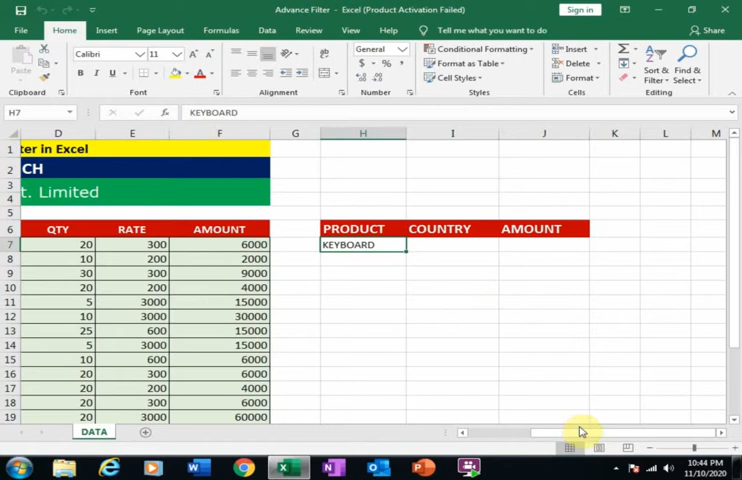 Advance Filter - Excel (Product Activation Failed)
Sign in
File Home Insert Page Layout Formulas Data Review View Help Tell me what you want to do Share
Paste
Calibri 11
B I U
General
$ % ,
Conditional Formatting
Format as Table
Cell Styles
Insert
Delete
Format
Sort & Filter
Find & Select
Clipboard Font Alignment Number Styles Cells Editing
H7 fx KEYBOARD
D E F G H I J K L M
1 ter in Excel
2 CH
3 t. Limited
4
5
6 QTY RATE AMOUNT PRODUCT COUNTRY AMOUNT
7 20 300 6000 KEYBOARD
8 10 200 2000
9 30 300 9000
10 20 200 4000
11 5 3000 15000
12 10 3000 30000
13 25 600 15000
14 5 3000 15000
15 10 600 6000
16 20 300 6000
17 20 200 4000
18 20 300 6000
19 20 3000 60000
DATA
10:44 PM
11/10/2020